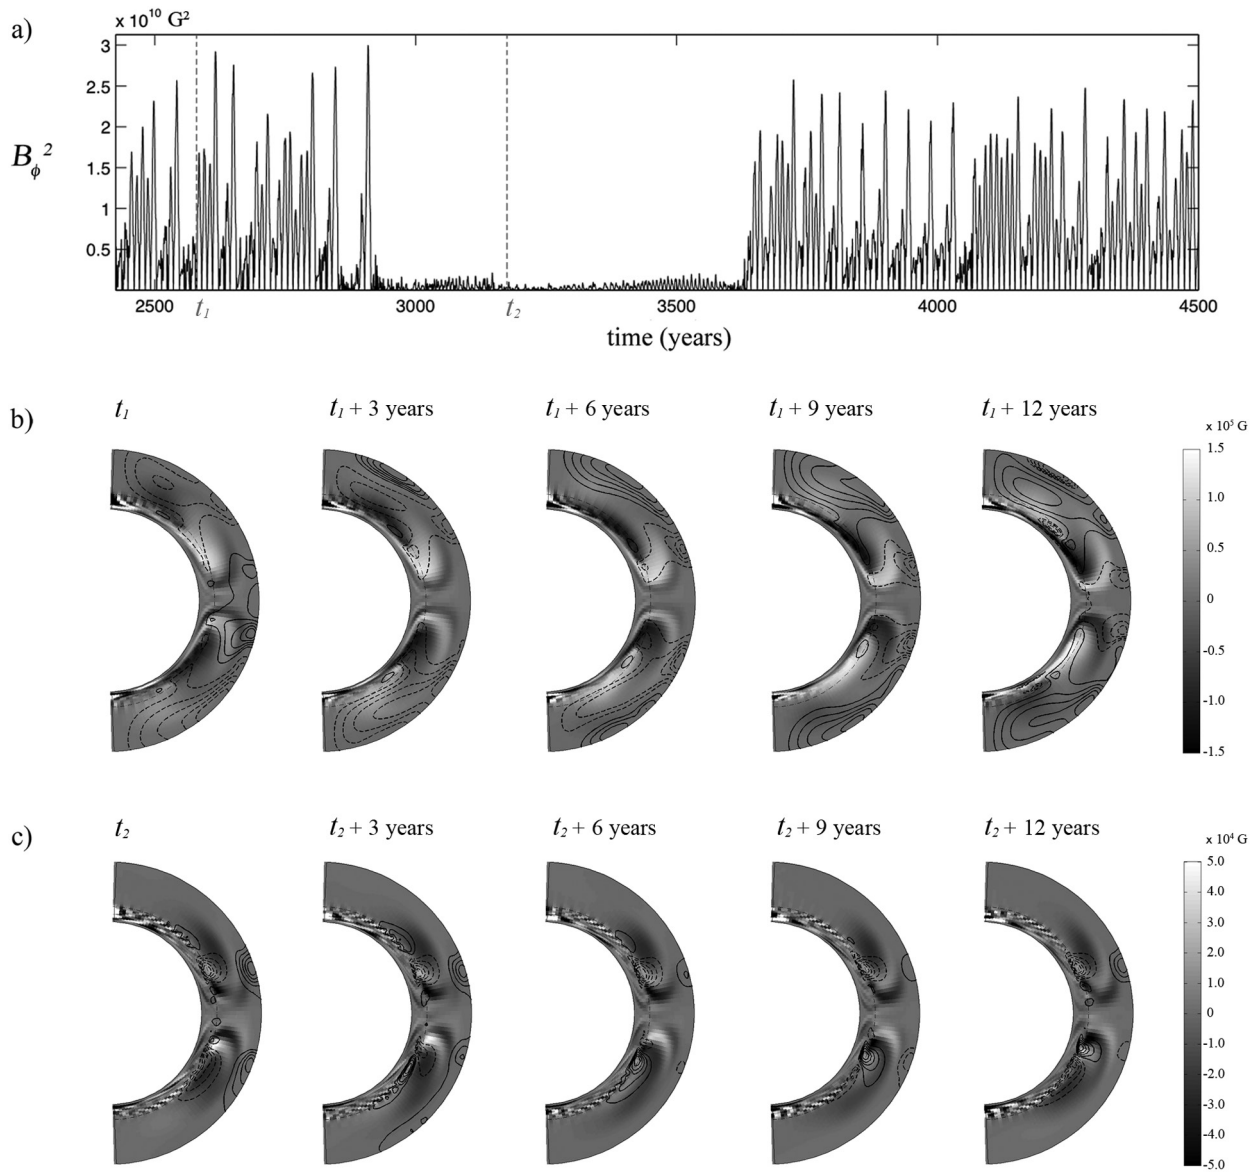 a)
x 10¹⁰ G²
3
2.5
2
1.5
1
0.5
Bϕ²
2500 t₁ 3000 t₂ 3500 4000 4500
time (years)
b)
t₁ t₁ + 3 years t₁ + 6 years t₁ + 9 years t₁ + 12 years
x 10⁵ G
1.5
1.0
0.5
0
-0.5
-1.0
-1.5
c)
t₂ t₂ + 3 years t₂ + 6 years t₂ + 9 years t₂ + 12 years
x 10⁴ G
5.0
4.0
3.0
2.0
1.0
0
-1.0
-2.0
-3.0
-4.0
-5.0